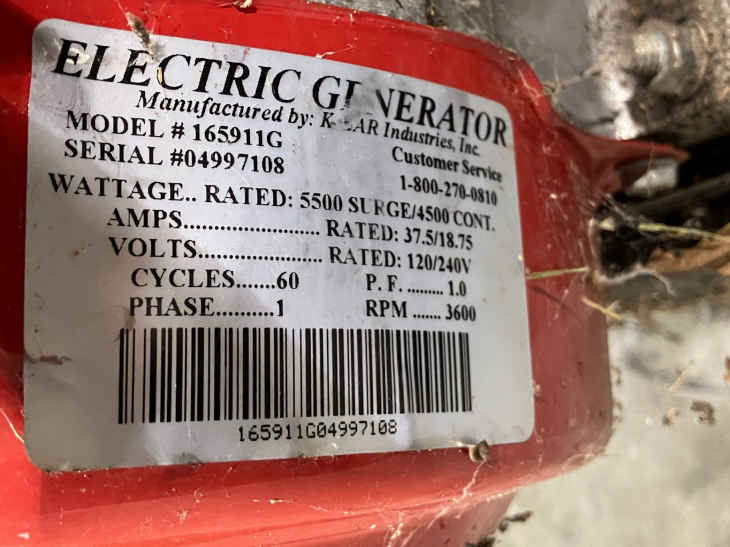 ELECTRIC GENERATOR
Manufactured by: Industries, Inc.
MODEL # 165911G
Customer Service
SERIAL #04997108
1-800-270-0810
WATTAGE.. RATED: 5500 SURGE/4500 CONT.
AMPS....................... RATED: 37.5/18.75
VOLTS..................... RATED: 120/240V
CYCLES.......60 P. F. ......... 1.0
PHASE..........1 RPM ....... 3600
165911G04997108